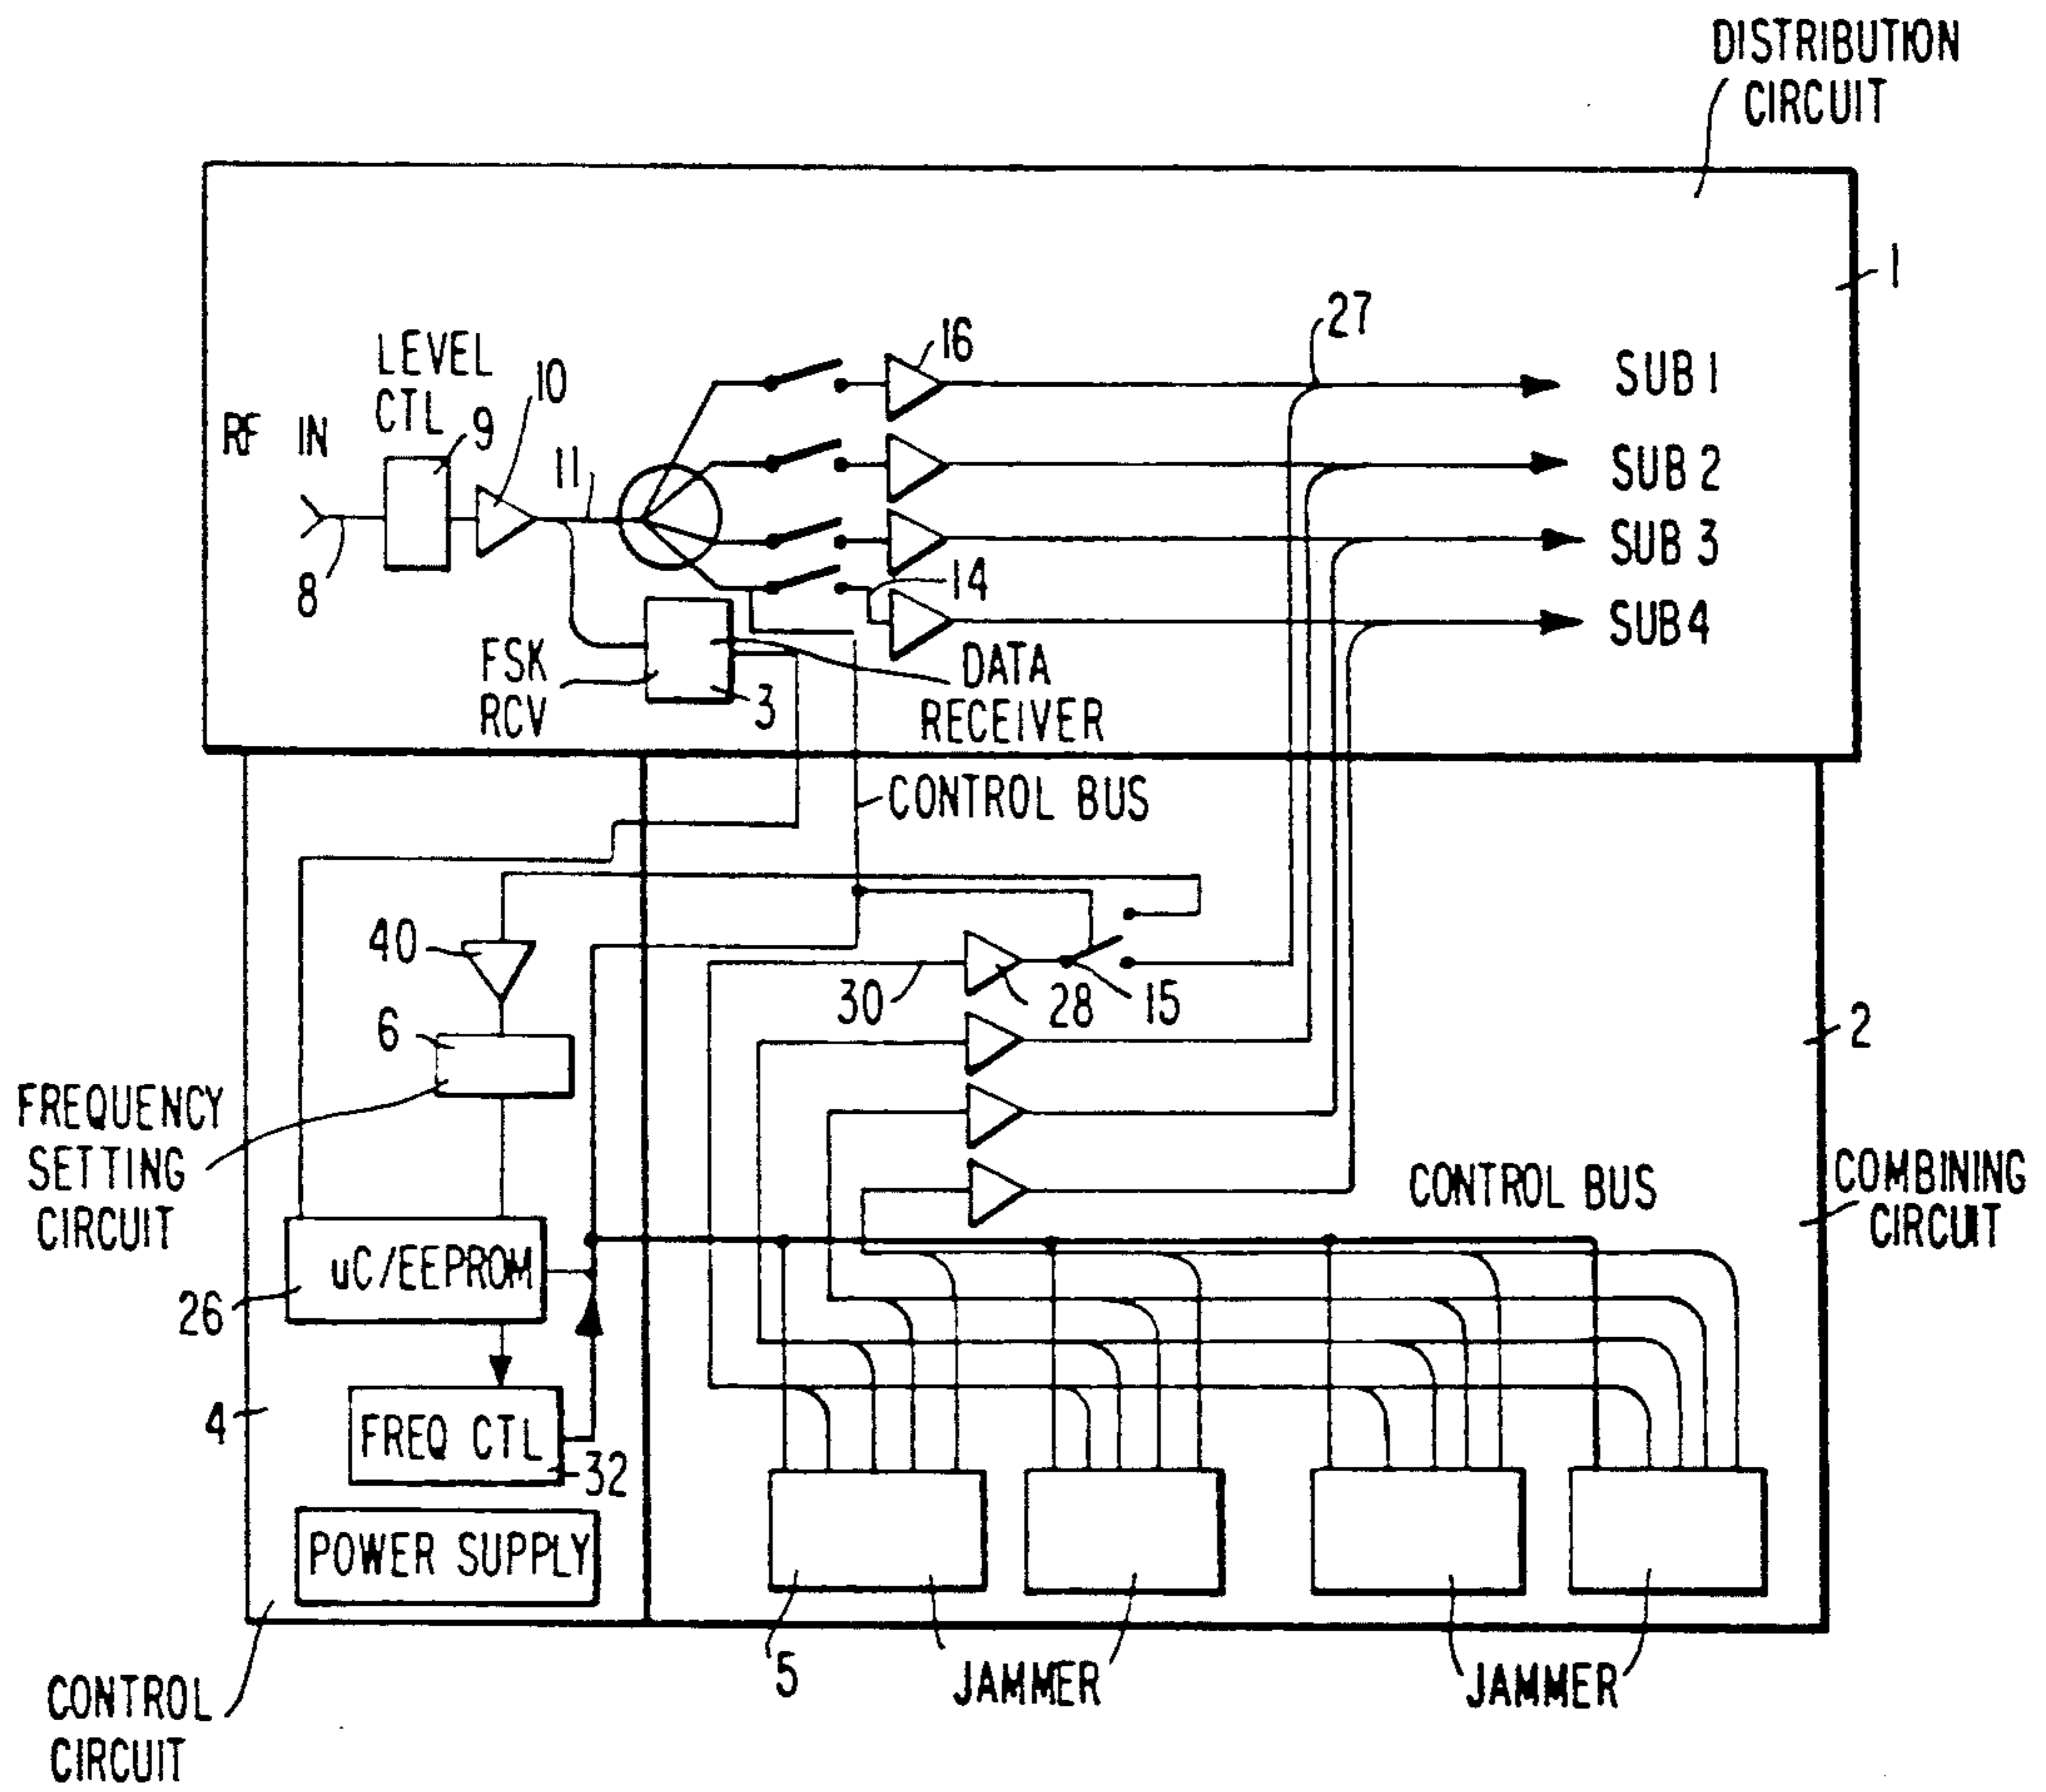 DISTRIBUTION
CIRCUIT
1
27
16
LEVEL
CTL
10
SUB 1
RF IN
9
11
SUB 2
SUB 3
8
14
SUB 4
FSK
RCV
3
DATA
RECEIVER
CONTROL BUS
40
30
28
15
6
2
FREQUENCY
SETTING
CIRCUIT
COMBINING
CIRCUIT
CONTROL BUS
uC/EEPROM
26
4
FREQ CTL
32
POWER SUPPLY
5
JAMMER
JAMMER
CONTROL
CIRCUIT